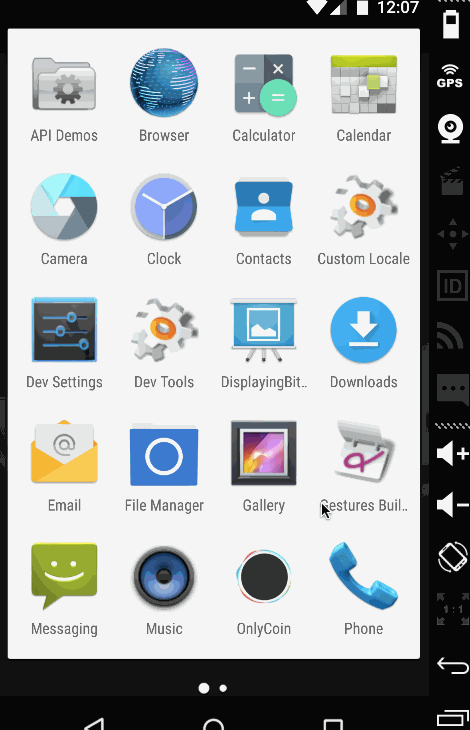 12:07
API Demos
Browser
Calculator
Calendar
GPS
Camera
Clock
Contacts
Custom Locale
ID
Dev Settings
Dev Tools
DisplayingBit..
Downloads
@
Email
File Manager
Gallery
Gestures Buil..
1:1
Messaging
Music
OnlyCoin
Phone